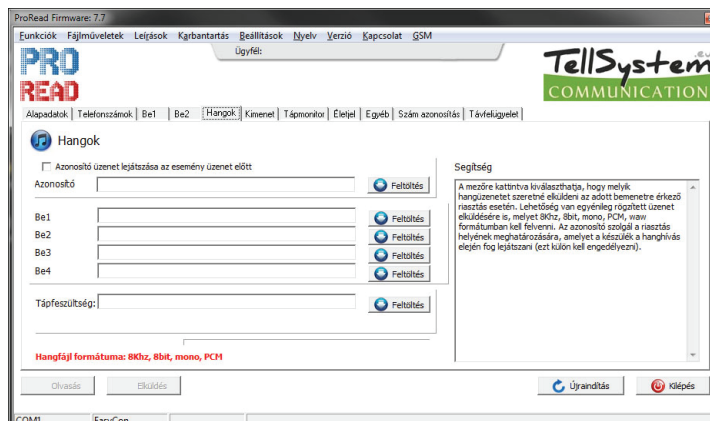 ProRead Firmware: 7.7
Funkciók Fájlműveletek Leírások Karbantartás Beállítások Nyelv Verzió Kapcsolat GSM
Ügyfél:
PRO READ
TellSystem.eu
COMMUNICATION
Alapadatok Telefonszámok Be1 Be2 Hangok Kimenet Tápmonitor Életjel Egyéb Szám azonosítás Távfelügyelet
Hangok
Azonosító üzenet lejátszása az esemény üzenet előtt
Azonosító Feltöltés
Be1 Feltöltés
Be2 Feltöltés
Be3 Feltöltés
Be4 Feltöltés
Tápfeszültség: Feltöltés
Hangfájl formátuma: 8Khz, 8bit, mono, PCM
Segítség
A mezőre kattintva kiválaszthatja, hogy melyik
hangüzenetet szeretné elküldeni az adott bemenetre érkező
riasztás esetén. Lehetőség van egyénileg rögzített üzenet
elküldésére is, melyet 8Khz, 8bit, mono, PCM, waw
formátumban kell felvenni. Az azonosító szolgál a riasztás
helyének meghatározására, amelyet a készülék a hanghívás
elején fog lejátszani (ezt külön kell engedélyezni).
Olvasás Elküldés Újraindítás Kilépés
COM1 EasyCon